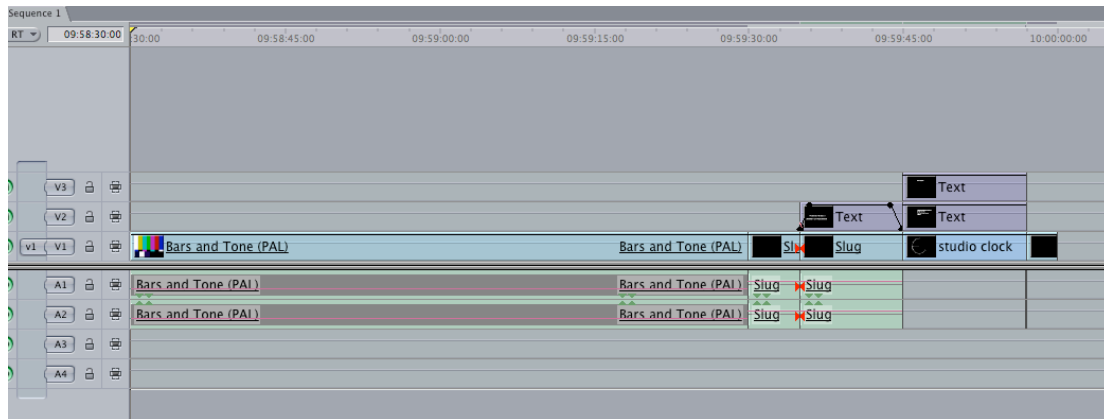 Sequence 1
RT 09:58:30:00 30:00 09:58:45:00 09:59:00:00 09:59:15:00 09:59:30:00 09:59:45:00 10:00:00:00
V3 Text
V2 Text Text
v1 V1 Bars and Tone (PAL) Bars and Tone (PAL) Slu Slug studio clock
A1 Bars and Tone (PAL) Bars and Tone (PAL) Slug Slug
A2 Bars and Tone (PAL) Bars and Tone (PAL) Slug Slug
A3
A4